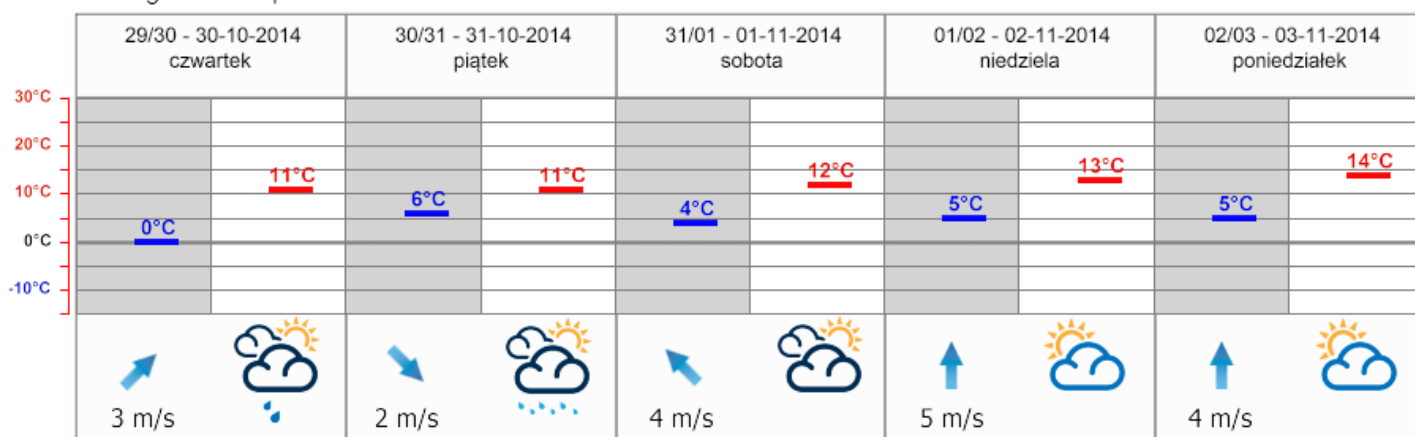 29/30 - 30-10-2014
czwartek
30/31 - 31-10-2014
piątek
31/01 - 01-11-2014
sobota
01/02 - 02-11-2014
niedziela
02/03 - 03-11-2014
poniedziałek
30°C
20°C
10°C
0°C
-10°C
0°C
11°C
6°C
11°C
4°C
12°C
5°C
13°C
5°C
14°C
3 m/s
2 m/s
4 m/s
5 m/s
4 m/s